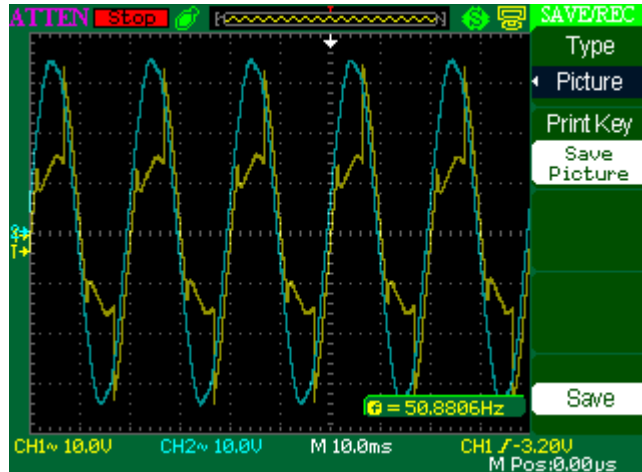 ATTEN Stop SAVE/REC
Type
Picture
Print Key
Save
Picture
Save
f = 50.8806Hz
CH1~ 10.0V CH2~ 10.0V M 10.0ms CH1 -3.20V
M Pos:0.00μs